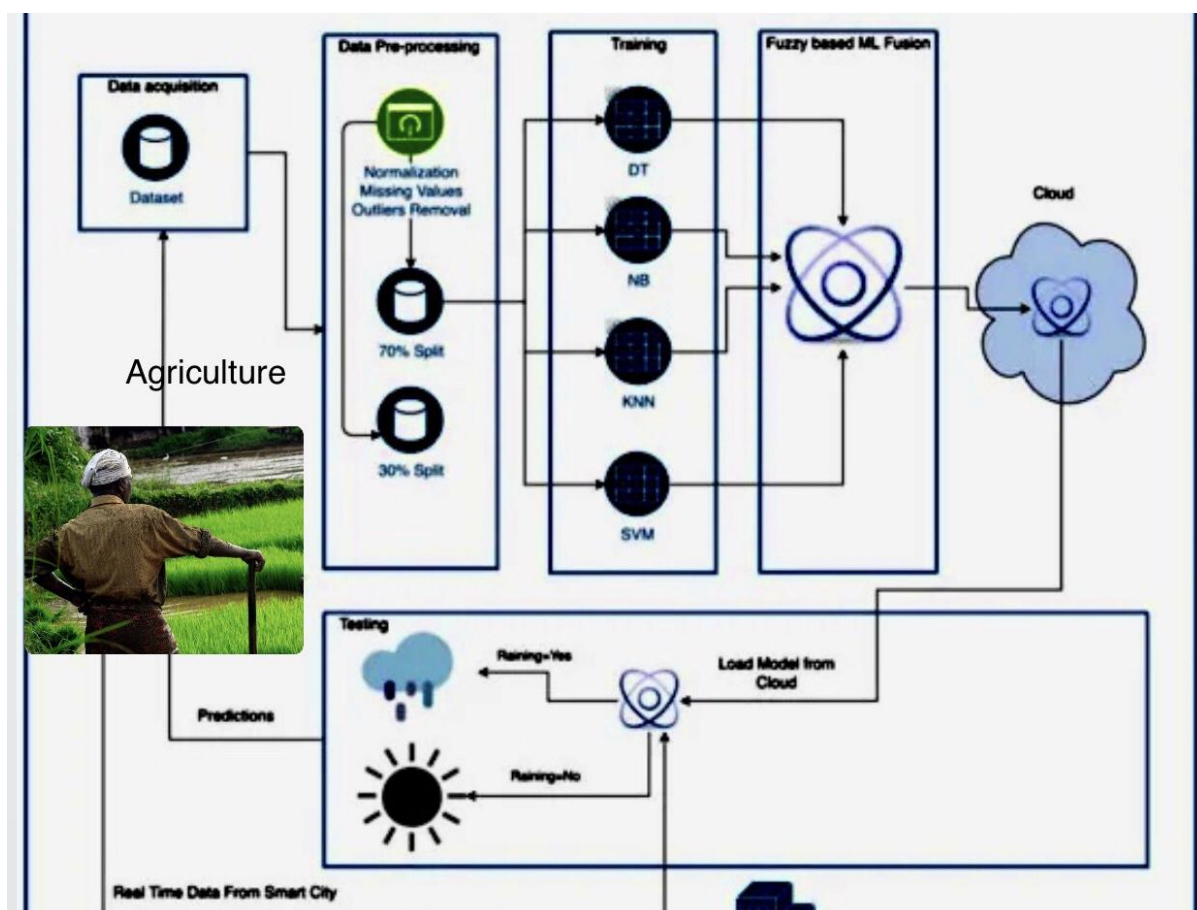 Data acquisition
Dataset
Data Pre-processing
Normalization
Missing Values
Outliers Removal
70% Split
30% Split
Training
DT
NB
KNN
SVM
Fuzzy based ML Fusion
Cloud
Agriculture
Testing
Raining=Yes
Load Model from
Cloud
Predictions
Raining=No
Real Time Data From Smart City